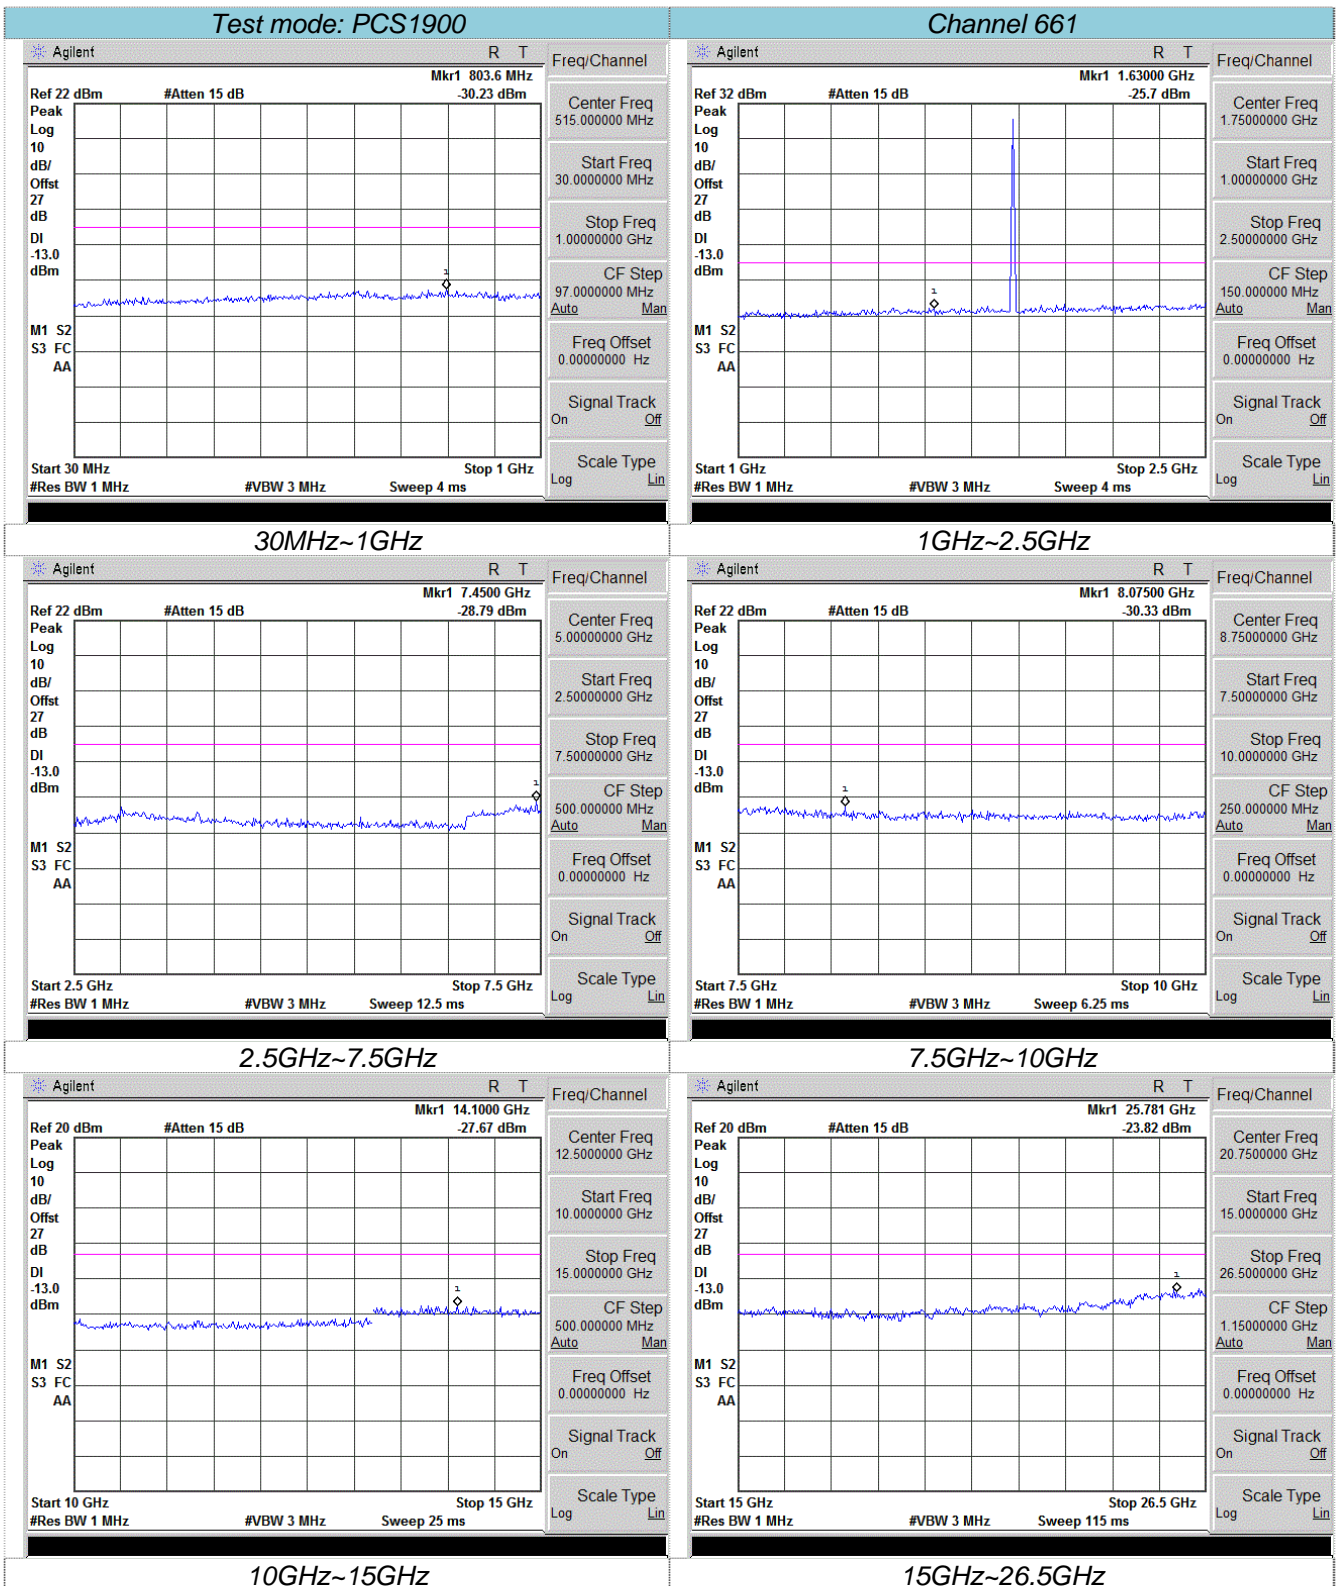 Test mode: PCS1900
Channel 661
Agilent R T
Freq/Channel
Mkr1 803.6 MHz
Ref 22 dBm #Atten 15 dB -30.23 dBm
Peak
Log
10
dB/
Offst
27
dB
DI
-13.0
dBm
M1 S2
S3 FC
AA
1
Start 30 MHz Stop 1 GHz
#Res BW 1 MHz #VBW 3 MHz Sweep 4 ms
Center Freq
515.000000 MHz
Start Freq
30.0000000 MHz
Stop Freq
1.00000000 GHz
CF Step
97.0000000 MHz
Auto Man
Freq Offset
0.00000000 Hz
Signal Track
On Off
Scale Type
Log Lin
Agilent R T
Freq/Channel
Mkr1 1.63000 GHz
Ref 32 dBm #Atten 15 dB -25.7 dBm
Peak
Log
10
dB/
Offst
27
dB
DI
-13.0
dBm
M1 S2
S3 FC
AA
1
Start 1 GHz Stop 2.5 GHz
#Res BW 1 MHz #VBW 3 MHz Sweep 4 ms
Center Freq
1.75000000 GHz
Start Freq
1.00000000 GHz
Stop Freq
2.50000000 GHz
CF Step
150.000000 MHz
Auto Man
Freq Offset
0.00000000 Hz
Signal Track
On Off
Scale Type
Log Lin
30MHz~1GHz
1GHz~2.5GHz
Agilent R T
Freq/Channel
Mkr1 7.4500 GHz
Ref 22 dBm #Atten 15 dB -28.79 dBm
Peak
Log
10
dB/
Offst
27
dB
DI
-13.0
dBm
M1 S2
S3 FC
AA
1
Start 2.5 GHz Stop 7.5 GHz
#Res BW 1 MHz #VBW 3 MHz Sweep 12.5 ms
Center Freq
5.00000000 GHz
Start Freq
2.50000000 GHz
Stop Freq
7.50000000 GHz
CF Step
500.000000 MHz
Auto Man
Freq Offset
0.00000000 Hz
Signal Track
On Off
Scale Type
Log Lin
Agilent R T
Freq/Channel
Mkr1 8.07500 GHz
Ref 22 dBm #Atten 15 dB -30.33 dBm
Peak
Log
10
dB/
Offst
27
dB
DI
-13.0
dBm
M1 S2
S3 FC
AA
1
Start 7.5 GHz Stop 10 GHz
#Res BW 1 MHz #VBW 3 MHz Sweep 6.25 ms
Center Freq
8.75000000 GHz
Start Freq
7.50000000 GHz
Stop Freq
10.0000000 GHz
CF Step
250.000000 MHz
Auto Man
Freq Offset
0.00000000 Hz
Signal Track
On Off
Scale Type
Log Lin
2.5GHz~7.5GHz
7.5GHz~10GHz
Agilent R T
Freq/Channel
Mkr1 14.1000 GHz
Ref 20 dBm #Atten 15 dB -27.67 dBm
Peak
Log
10
dB/
Offst
27
dB
DI
-13.0
dBm
M1 S2
S3 FC
AA
1
Start 10 GHz Stop 15 GHz
#Res BW 1 MHz #VBW 3 MHz Sweep 25 ms
Center Freq
12.5000000 GHz
Start Freq
10.0000000 GHz
Stop Freq
15.0000000 GHz
CF Step
500.000000 MHz
Auto Man
Freq Offset
0.00000000 Hz
Signal Track
On Off
Scale Type
Log Lin
Agilent R T
Freq/Channel
Mkr1 25.781 GHz
Ref 20 dBm #Atten 15 dB -23.82 dBm
Peak
Log
10
dB/
Offst
27
dB
DI
-13.0
dBm
M1 S2
S3 FC
AA
1
Start 15 GHz Stop 26.5 GHz
#Res BW 1 MHz #VBW 3 MHz Sweep 115 ms
Center Freq
20.7500000 GHz
Start Freq
15.0000000 GHz
Stop Freq
26.5000000 GHz
CF Step
1.15000000 GHz
Auto Man
Freq Offset
0.00000000 Hz
Signal Track
On Off
Scale Type
Log Lin
10GHz~15GHz
15GHz~26.5GHz